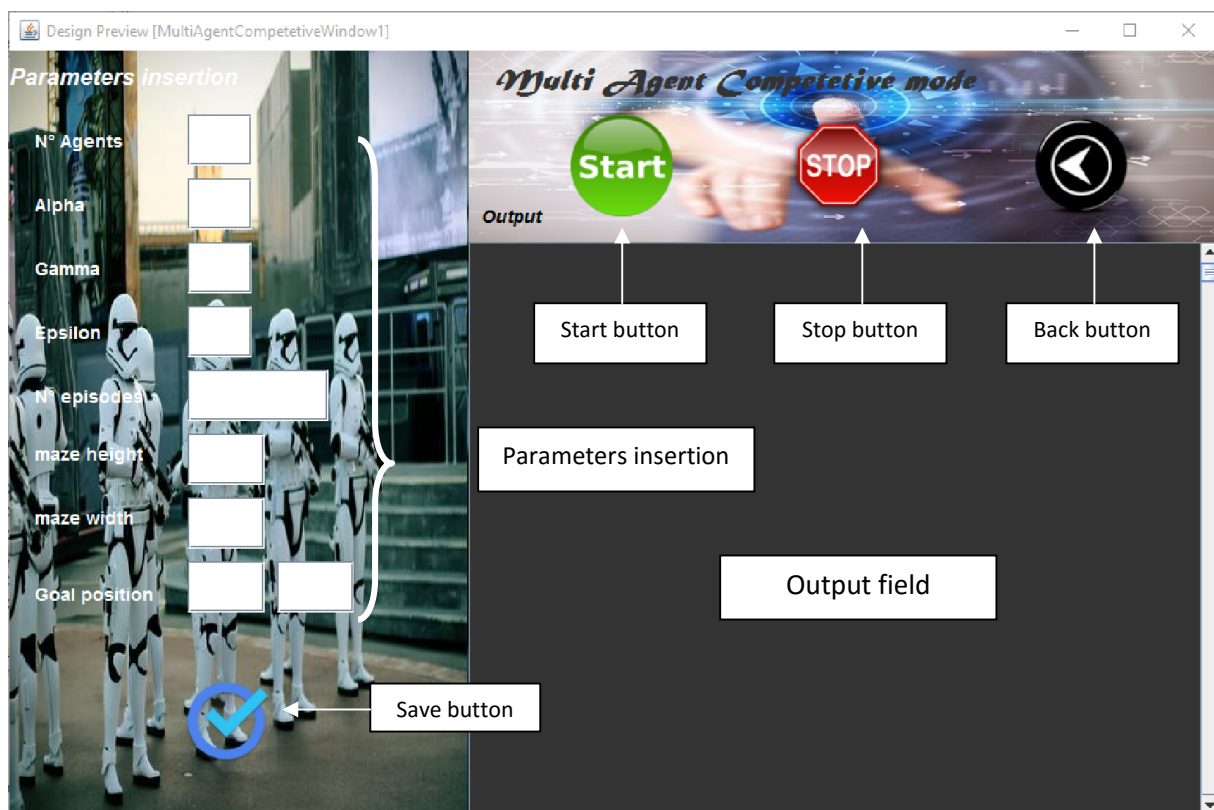 Design Preview [MultiAgentCompetetiveWindow1]
Parameters insertion
N° Agents
Alpha
Gamma
Epsilon
N° episodes
maze height
maze width
Goal position
Save button
Multi Agent Competetive mode
Start
STOP
Output
Start button
Stop button
Back button
Parameters insertion
Output field